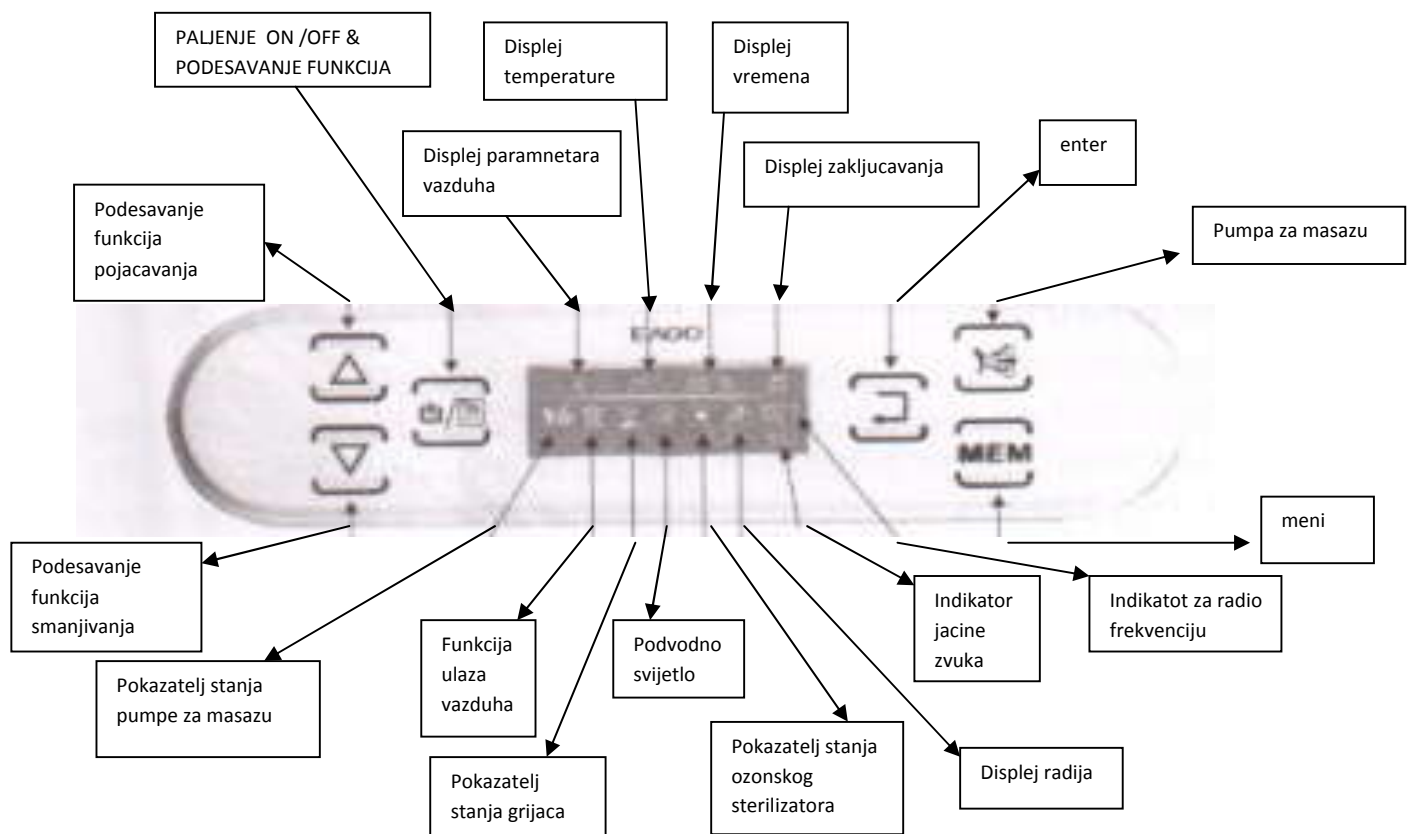 PALJENJE ON /OFF &
PODESAVANJE FUNKCIJA
Displej
temperature
Displej
vremena
enter
Displej paramnetara
vazduha
Displej zakljucavanja
Podesavanje
funkcija
pojacavanja
Pumpa za masazu
EAGO
MEM
meni
Podesavanje
funkcija
smanjivanja
Pokazatelj stanja
pumpe za masazu
Funkcija
ulaza
vazduha
Podvodno
svijetlo
Indikator
jacine
zvuka
Indikatot za radio
frekvenciju
Pokazatelj
stanja grijaca
Pokazatelj stanja
ozonskog
sterilizatora
Displej radija